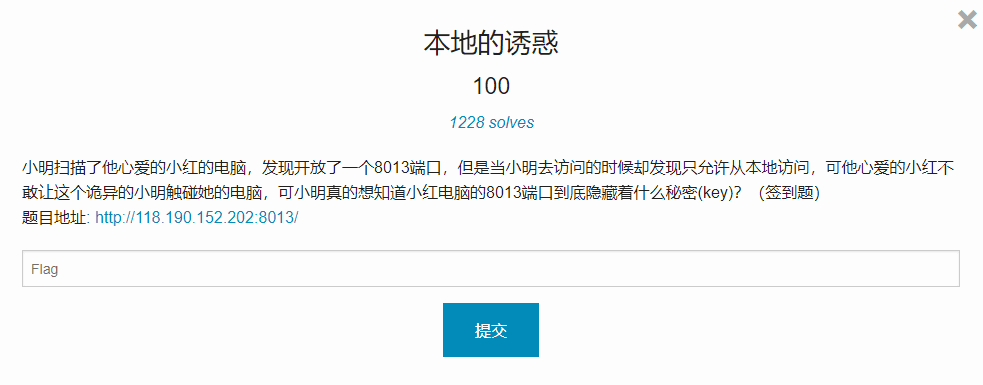 本地的诱惑
100
1228 solves
小明扫描了他心爱的小红的电脑，发现开放了一个8013端口，但是当小明去访问的时候却发现只允许从本地访问，可他心爱的小红不
敢让这个诡异的小明触碰她的电脑，可小明真的想知道小红电脑的8013端口到底隐藏着什么秘密(key)？（签到题）
题目地址: http://118.190.152.202:8013/
Flag
提交